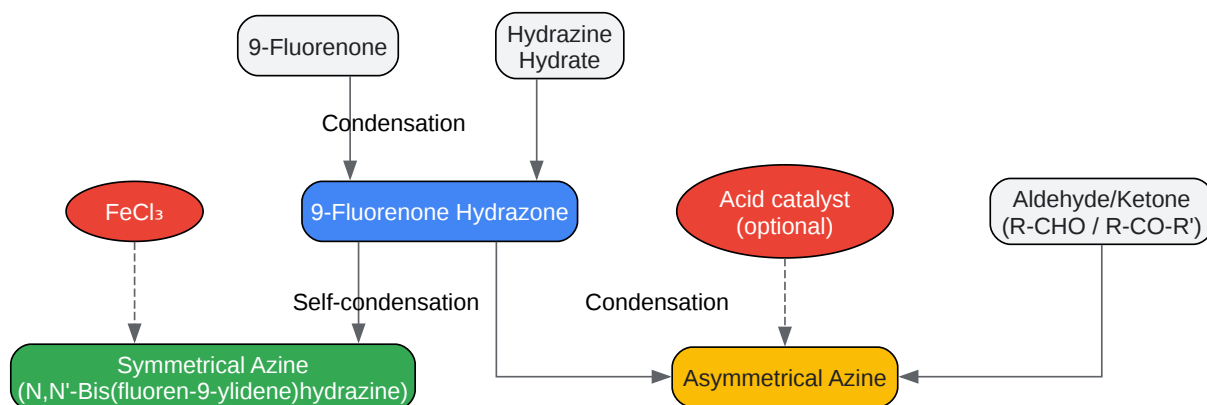 9-Fluorenone
Hydrazine
Hydrate
Condensation
FeCl₃
9-Fluorenone Hydrazone
Acid catalyst
(optional)
Aldehyde/Ketone
(R-CHO / R-CO-R')
Self-condensation
Condensation
Symmetrical Azine
(N,N'-Bis(fluoren-9-ylidene)hydrazine)
Asymmetrical Azine